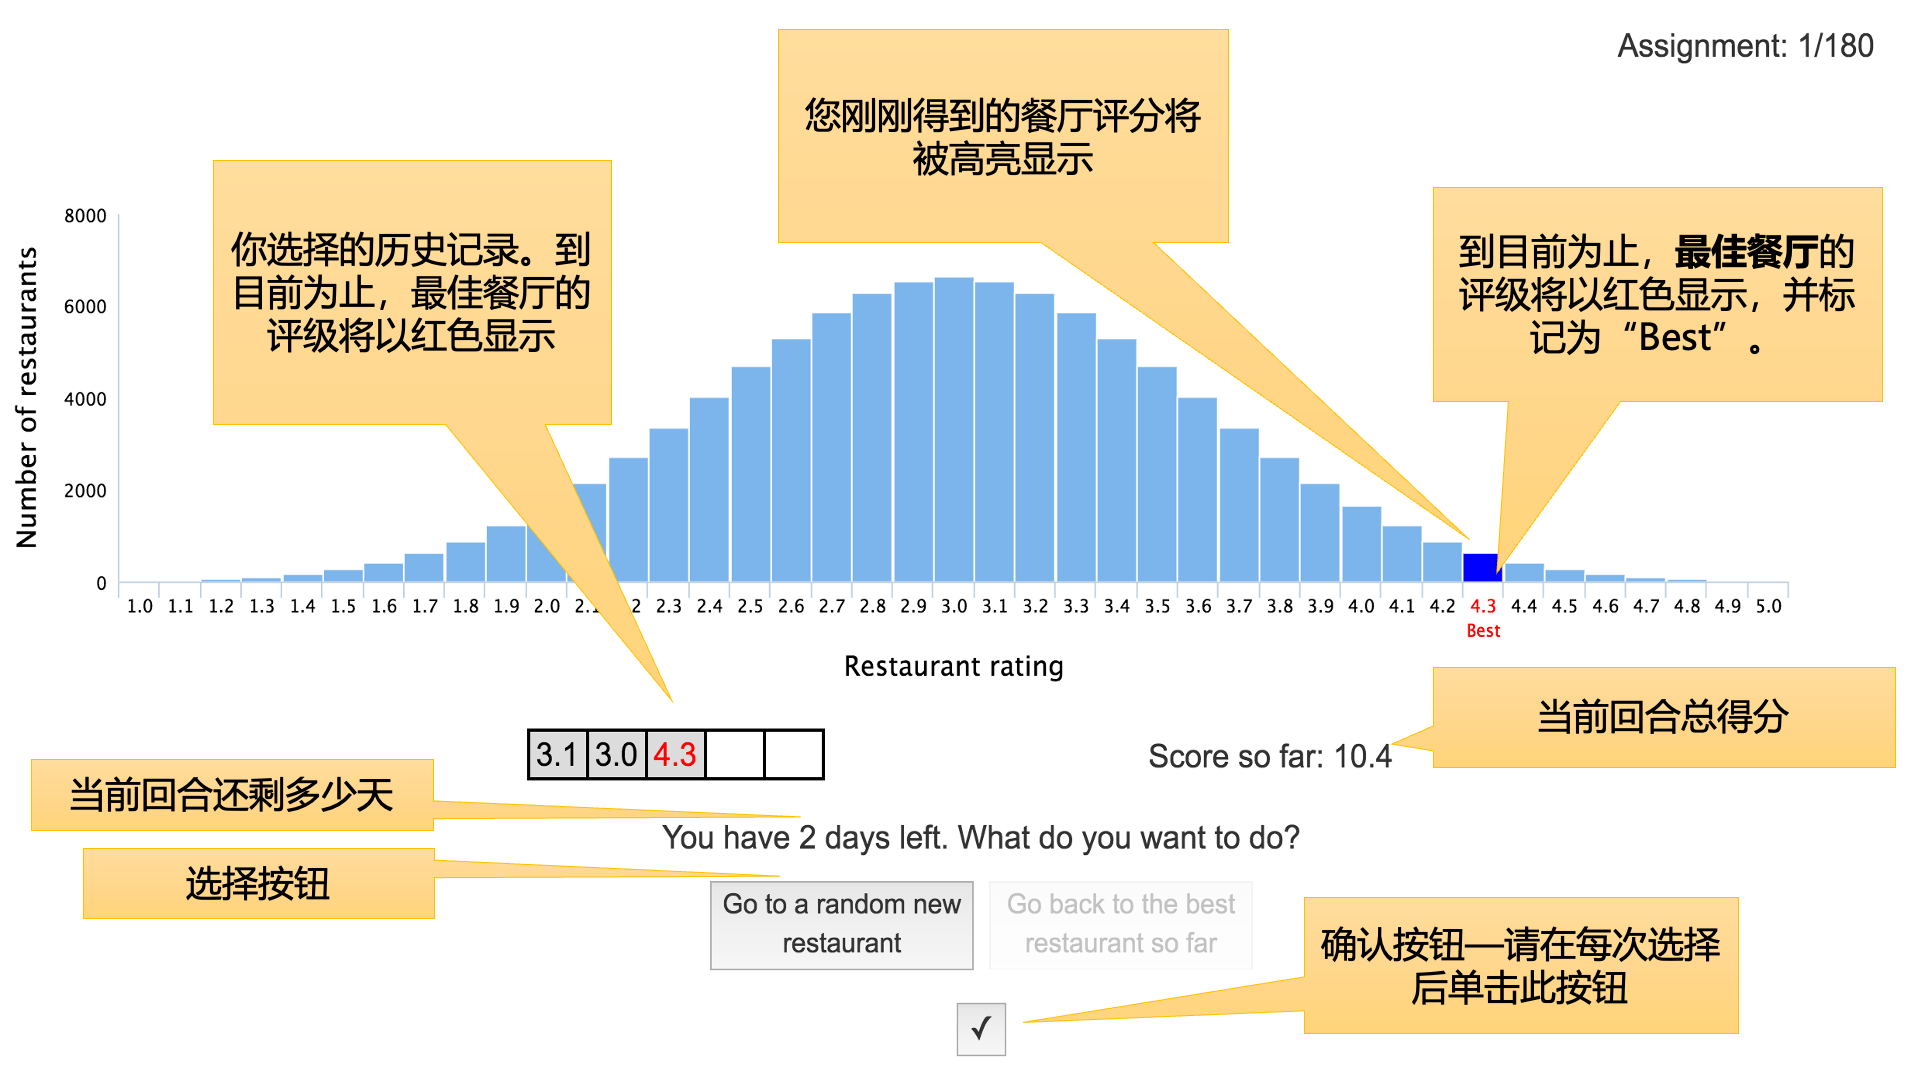 Assignment: 1/180
您刚刚得到的餐厅评分将
被高亮显示
你选择的历史记录。到
目前为止，最佳餐厅的
评级将以红色显示
到目前为止，最佳餐厅的
评级将以红色显示，并标
记为“Best”。
Number of restaurants
8000
6000
4000
2000
0
1.0 1.1 1.2 1.3 1.4 1.5 1.6 1.7 1.8 1.9 2.0 2.1 2 2.3 2.4 2.5 2.6 2.7 2.8 2.9 3.0 3.1 3.2 3.3 3.4 3.5 3.6 3.7 3.8 3.9 4.0 4.1 4.2 4.3 4.4 4.5 4.6 4.7 4.8 4.9 5.0
Best
Restaurant rating
3.1 3.0 4.3
Score so far: 10.4
当前回合总得分
当前回合还剩多少天
You have 2 days left. What do you want to do?
选择按钮
Go to a random new
restaurant
Go back to the best
restaurant so far
确认按钮—请在每次选择
后单击此按钮
✓